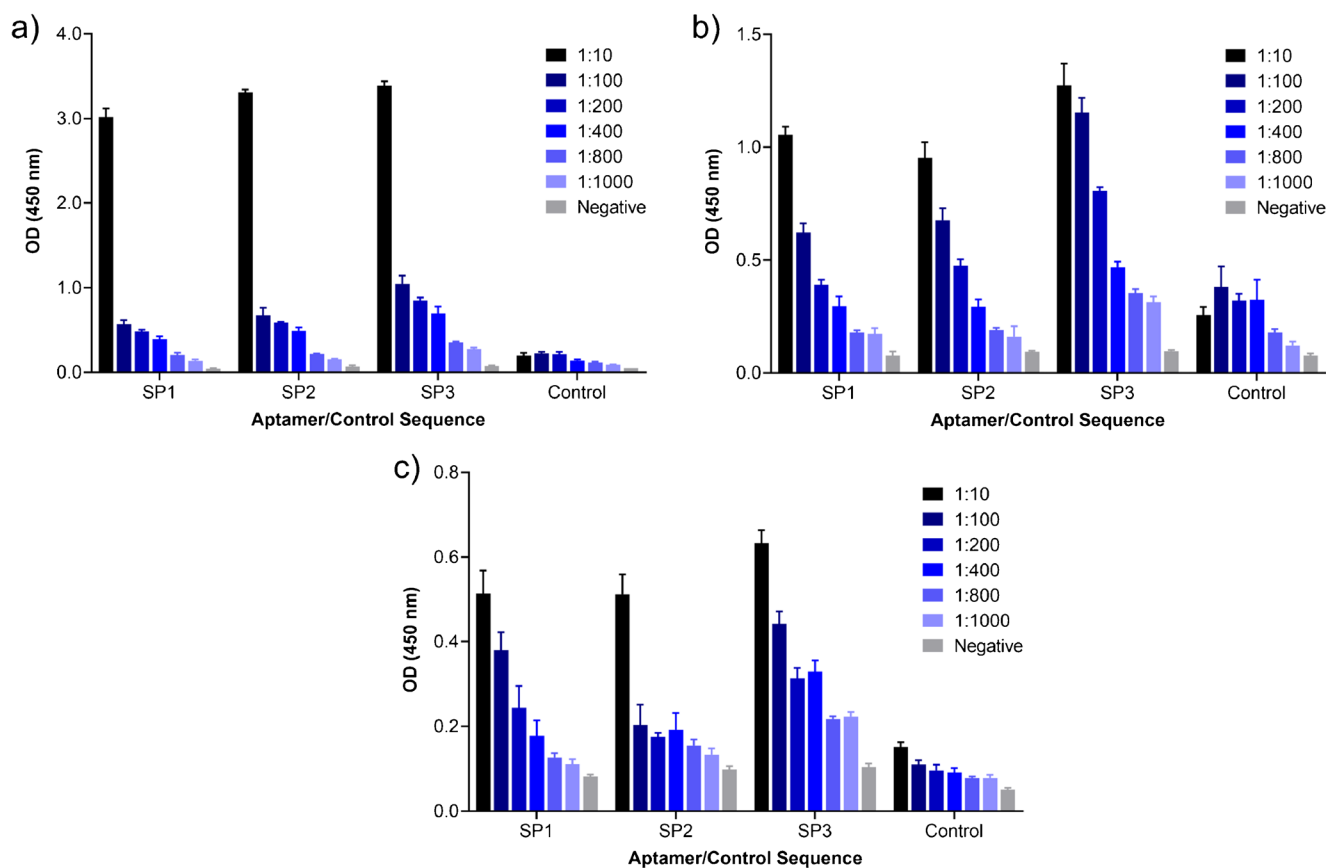 a)
4.0
3.0
2.0
1.0
0.0
OD (450 nm)
1:10
1:100
1:200
1:400
1:800
1:1000
Negative
SP1 SP2 SP3 Control
Aptamer/Control Sequence
b)
1.5
1.0
0.5
0.0
OD (450 nm)
1:10
1:100
1:200
1:400
1:800
1:1000
Negative
SP1 SP2 SP3 Control
Aptamer/Control Sequence
c)
0.8
0.6
0.4
0.2
0.0
OD (450 nm)
1:10
1:100
1:200
1:400
1:800
1:1000
Negative
SP1 SP2 SP3 Control
Aptamer/Control Sequence